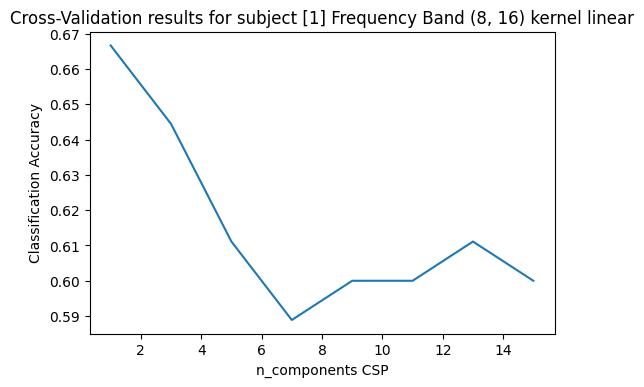 Cross-Validation results for subject [1] Frequency Band (8, 16) kernel linear
0.67
0.66
0.65
0.64
0.63
0.62
0.61
0.60
0.59
Classification Accuracy
2 4 6 8 10 12 14
n_components CSP